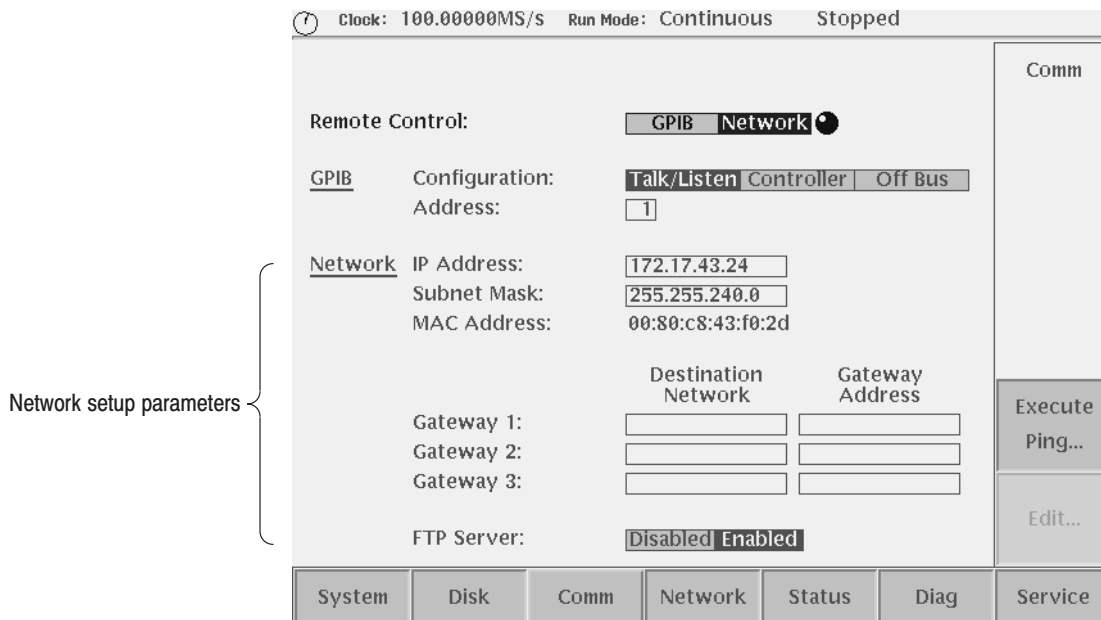 Clock: 100.00000MS/s Run Mode: Continuous Stopped
Comm
Remote Control: GPIB Network
GPIB Configuration: Talk/Listen Controller Off Bus
Address: 1
Network IP Address: 172.17.43.24
Subnet Mask: 255.255.240.0
MAC Address: 00:80:c8:43:f0:2d
Network setup parameters
Destination Network Gateway Address
Gateway 1:
Gateway 2:
Gateway 3:
FTP Server: Disabled Enabled
Execute Ping...
Edit...
System Disk Comm Network Status Diag Service